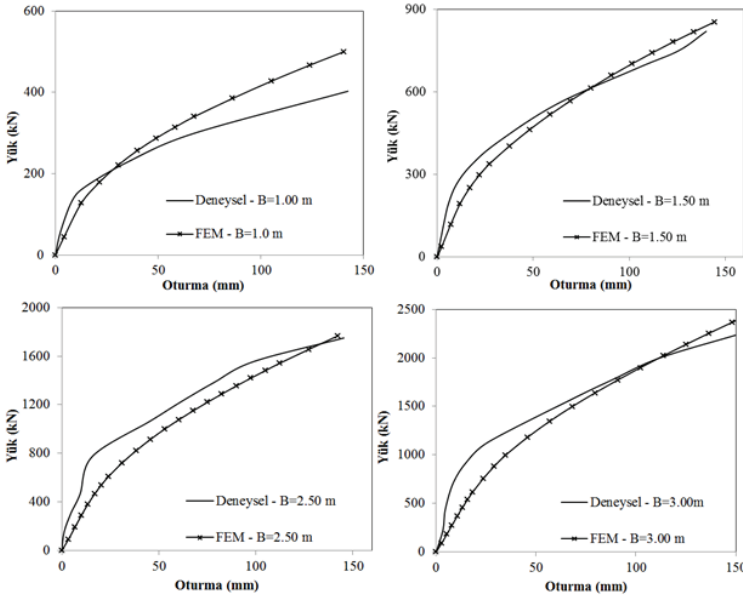 600
400
200
0
Yük (kN)
Deneysel - B=1.00 m
FEM - B=1.0 m
0 50 100 150
Oturma (mm)
900
600
300
0
Yük (kN)
Deneysel - B=1.50 m
FEM - B=1.50 m
0 50 100 150
Oturma (mm)
2000
1600
1200
800
400
0
Yük (kN)
Deneysel - B=2.50 m
FEM - B=2.50 m
0 50 100 150
Oturma (mm)
2500
2000
1500
1000
500
0
Yük (kN)
Deneysel - B=3.00m
FEM - B=3.00 m
0 50 100 150
Oturma (mm)